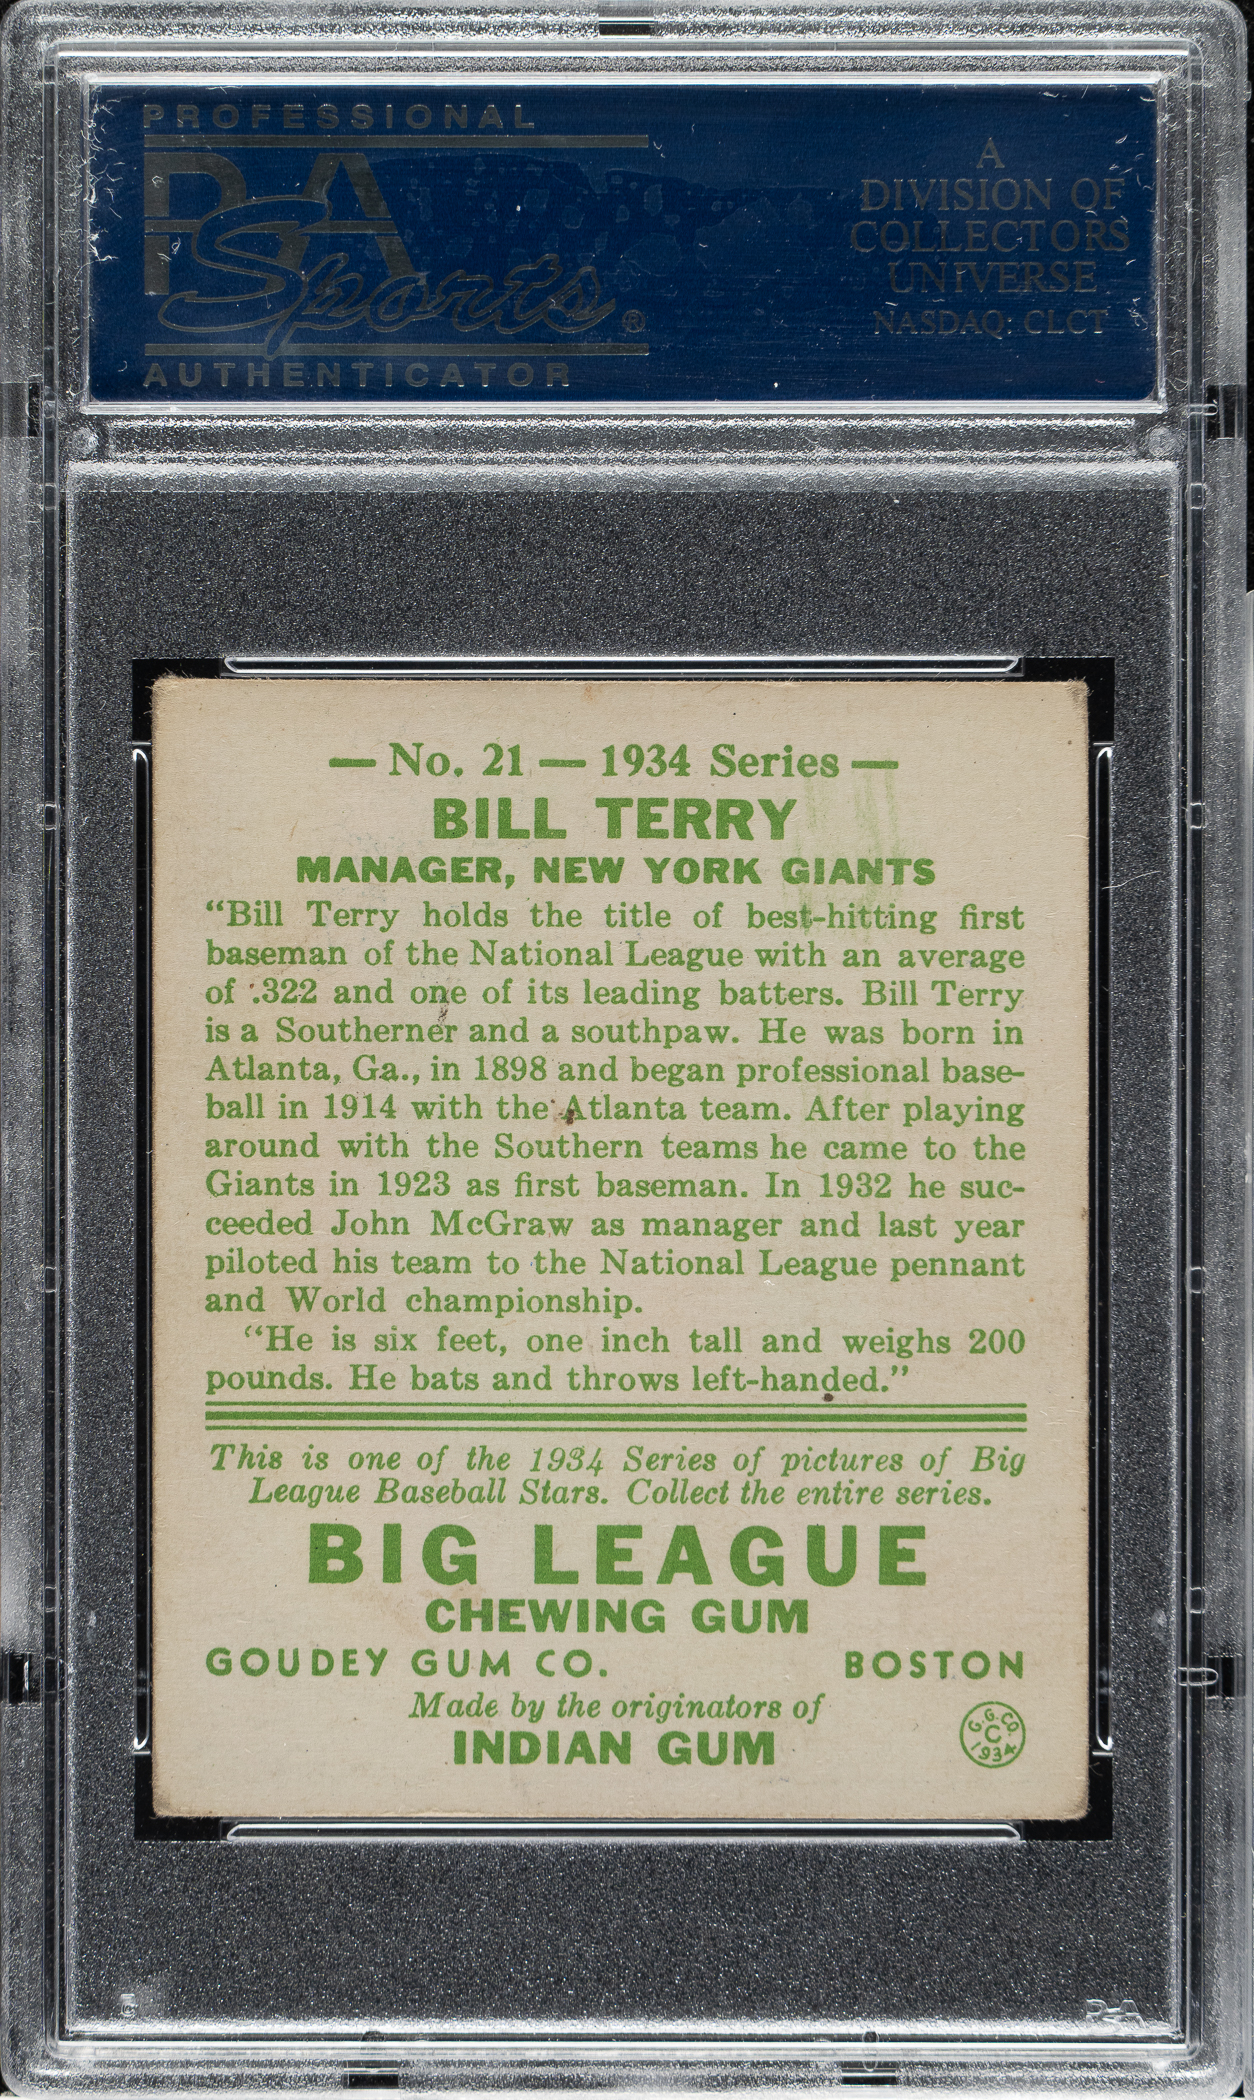 PROFESSIONAL
PSA
Sports ®
AUTHENTICATOR
A
DIVISION OF
COLLECTORS
UNIVERSE
NASDAQ: CLCT
— No. 21 — 1934 Series —
BILL TERRY
MANAGER, NEW YORK GIANTS
“Bill Terry holds the title of best-hitting first
baseman of the National League with an average
of .322 and one of its leading batters. Bill Terry
is a Southerner and a southpaw. He was born in
Atlanta, Ga., in 1898 and began professional base-
ball in 1914 with the Atlanta team. After playing
around with the Southern teams he came to the
Giants in 1923 as first baseman. In 1932 he suc-
ceeded John McGraw as manager and last year
piloted his team to the National League pennant
and World championship.
“He is six feet, one inch tall and weighs 200
pounds. He bats and throws left-handed.”
This is one of the 1934 Series of pictures of Big
League Baseball Stars. Collect the entire series.
BIG LEAGUE
CHEWING GUM
GOUDEY GUM CO. BOSTON
Made by the originators of
INDIAN GUM
G.G.CO.
C
1934
PSA